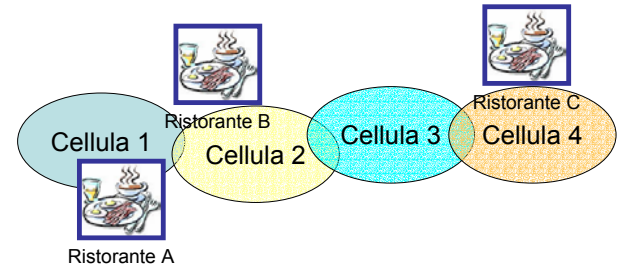 Ristorante B
Ristorante C
Cellula 1
Cellula 2
Cellula 3
Cellula 4
Ristorante A